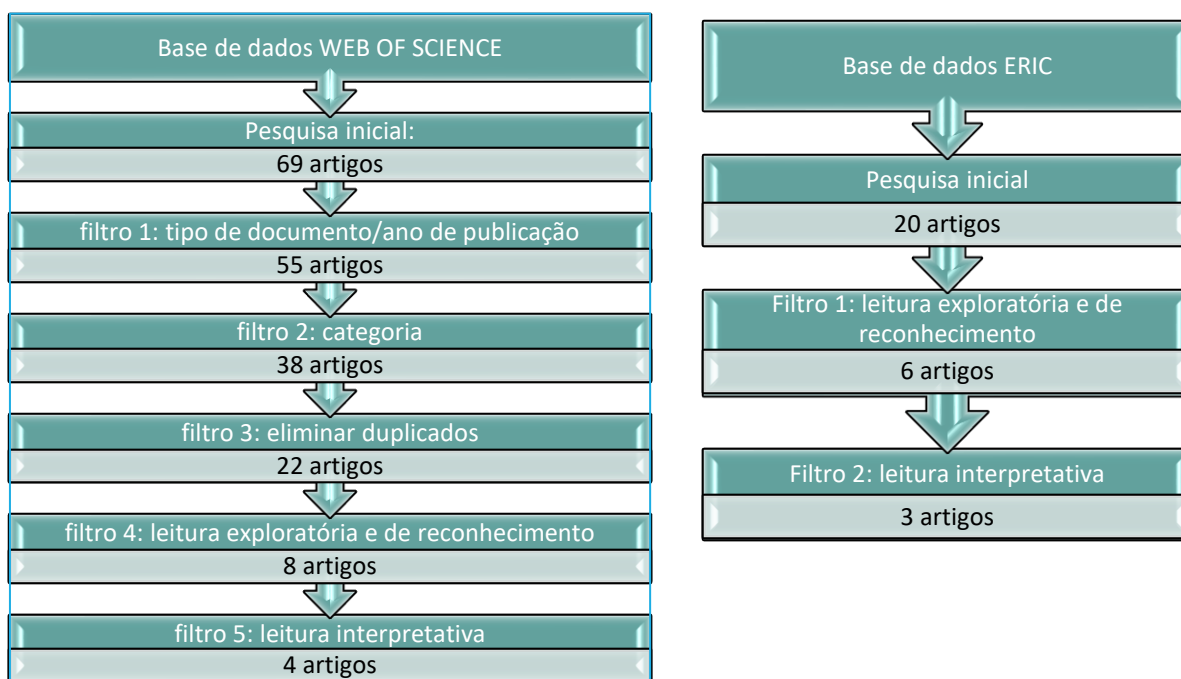 Base de dados WEB OF SCIENCE
Pesquisa inicial:
69 artigos
filtro 1: tipo de documento/ano de publicação
55 artigos
filtro 2: categoria
38 artigos
filtro 3: eliminar duplicados
22 artigos
filtro 4: leitura exploratória e de reconhecimento
8 artigos
filtro 5: leitura interpretativa
4 artigos
Base de dados ERIC
Pesquisa inicial
20 artigos
Filtro 1: leitura exploratória e de
reconhecimento
6 artigos
Filtro 2: leitura interpretativa
3 artigos